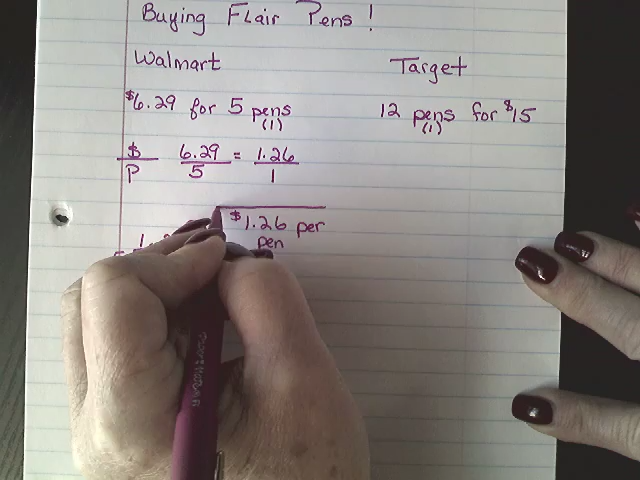 Buying Flair Pens!
Walmart
Target
$6.29 for 5 pens
(1)
12 pens for $15
(1)
$ 6.29 = 1.26
P 5 1
$1.26 per
pen